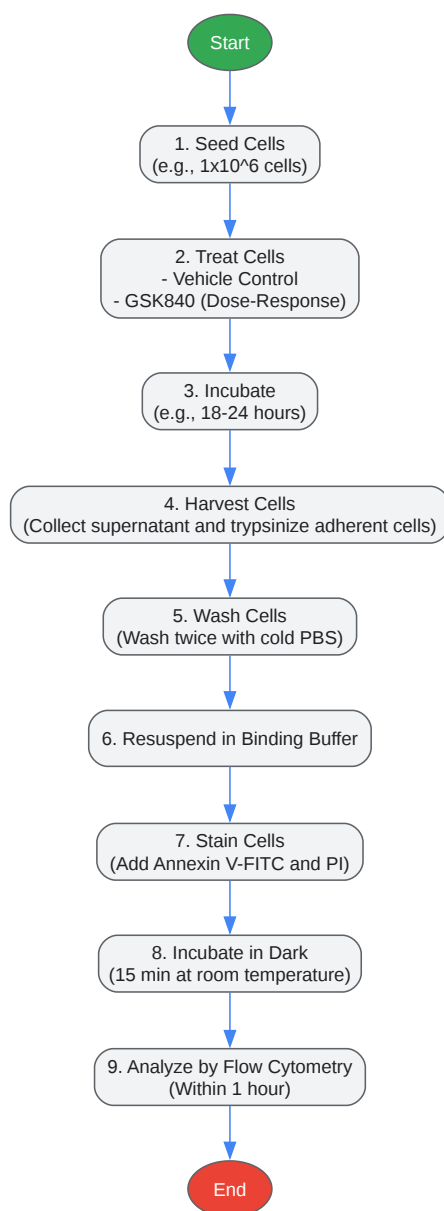 Start
1. Seed Cells
(e.g., 1x10^6 cells)
2. Treat Cells
- Vehicle Control
- GSK840 (Dose-Response)
3. Incubate
(e.g., 18-24 hours)
4. Harvest Cells
(Collect supernatant and trypsinize adherent cells)
5. Wash Cells
(Wash twice with cold PBS)
6. Resuspend in Binding Buffer
7. Stain Cells
(Add Annexin V-FITC and PI)
8. Incubate in Dark
(15 min at room temperature)
9. Analyze by Flow Cytometry
(Within 1 hour)
End